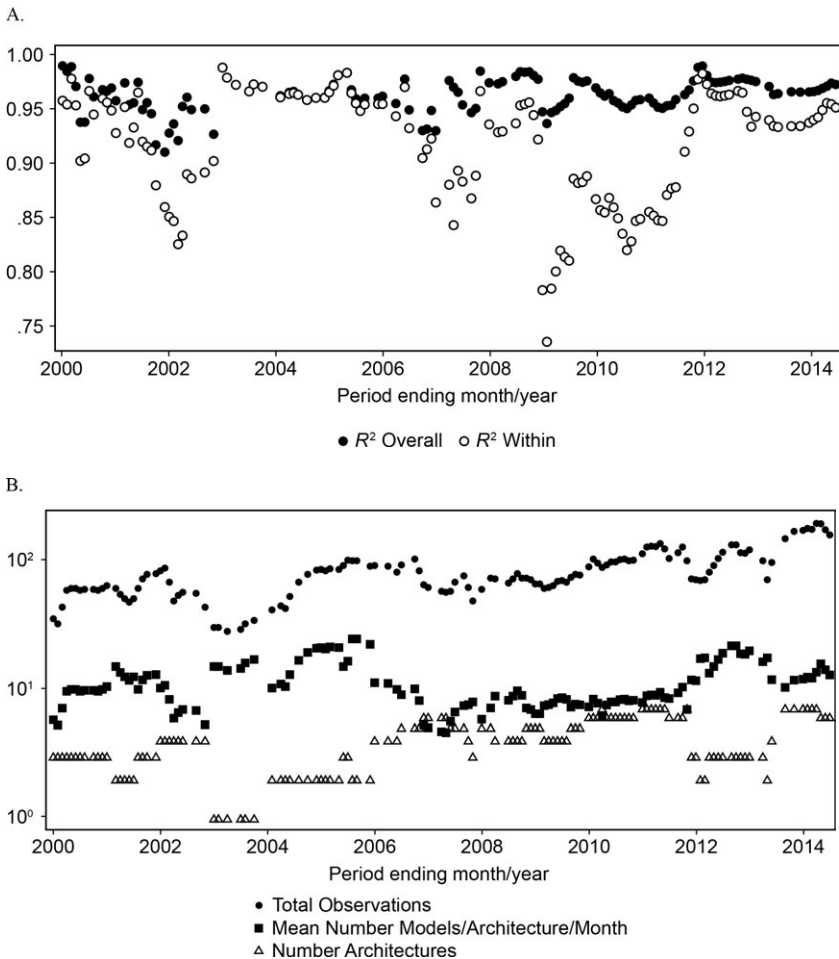 A.
1.00
0.95
0.90
.85
0.80
.75
2000 2002 2004 2006 2008 2010 2012 2014
Period ending month/year
● R² Overall ○ R² Within
B.
10²
10¹
10⁰
2000 2002 2004 2006 2008 2010 2012 2014
Period ending month/year
● Total Observations
■ Mean Number Models/Architecture/Month
△ Number Architectures